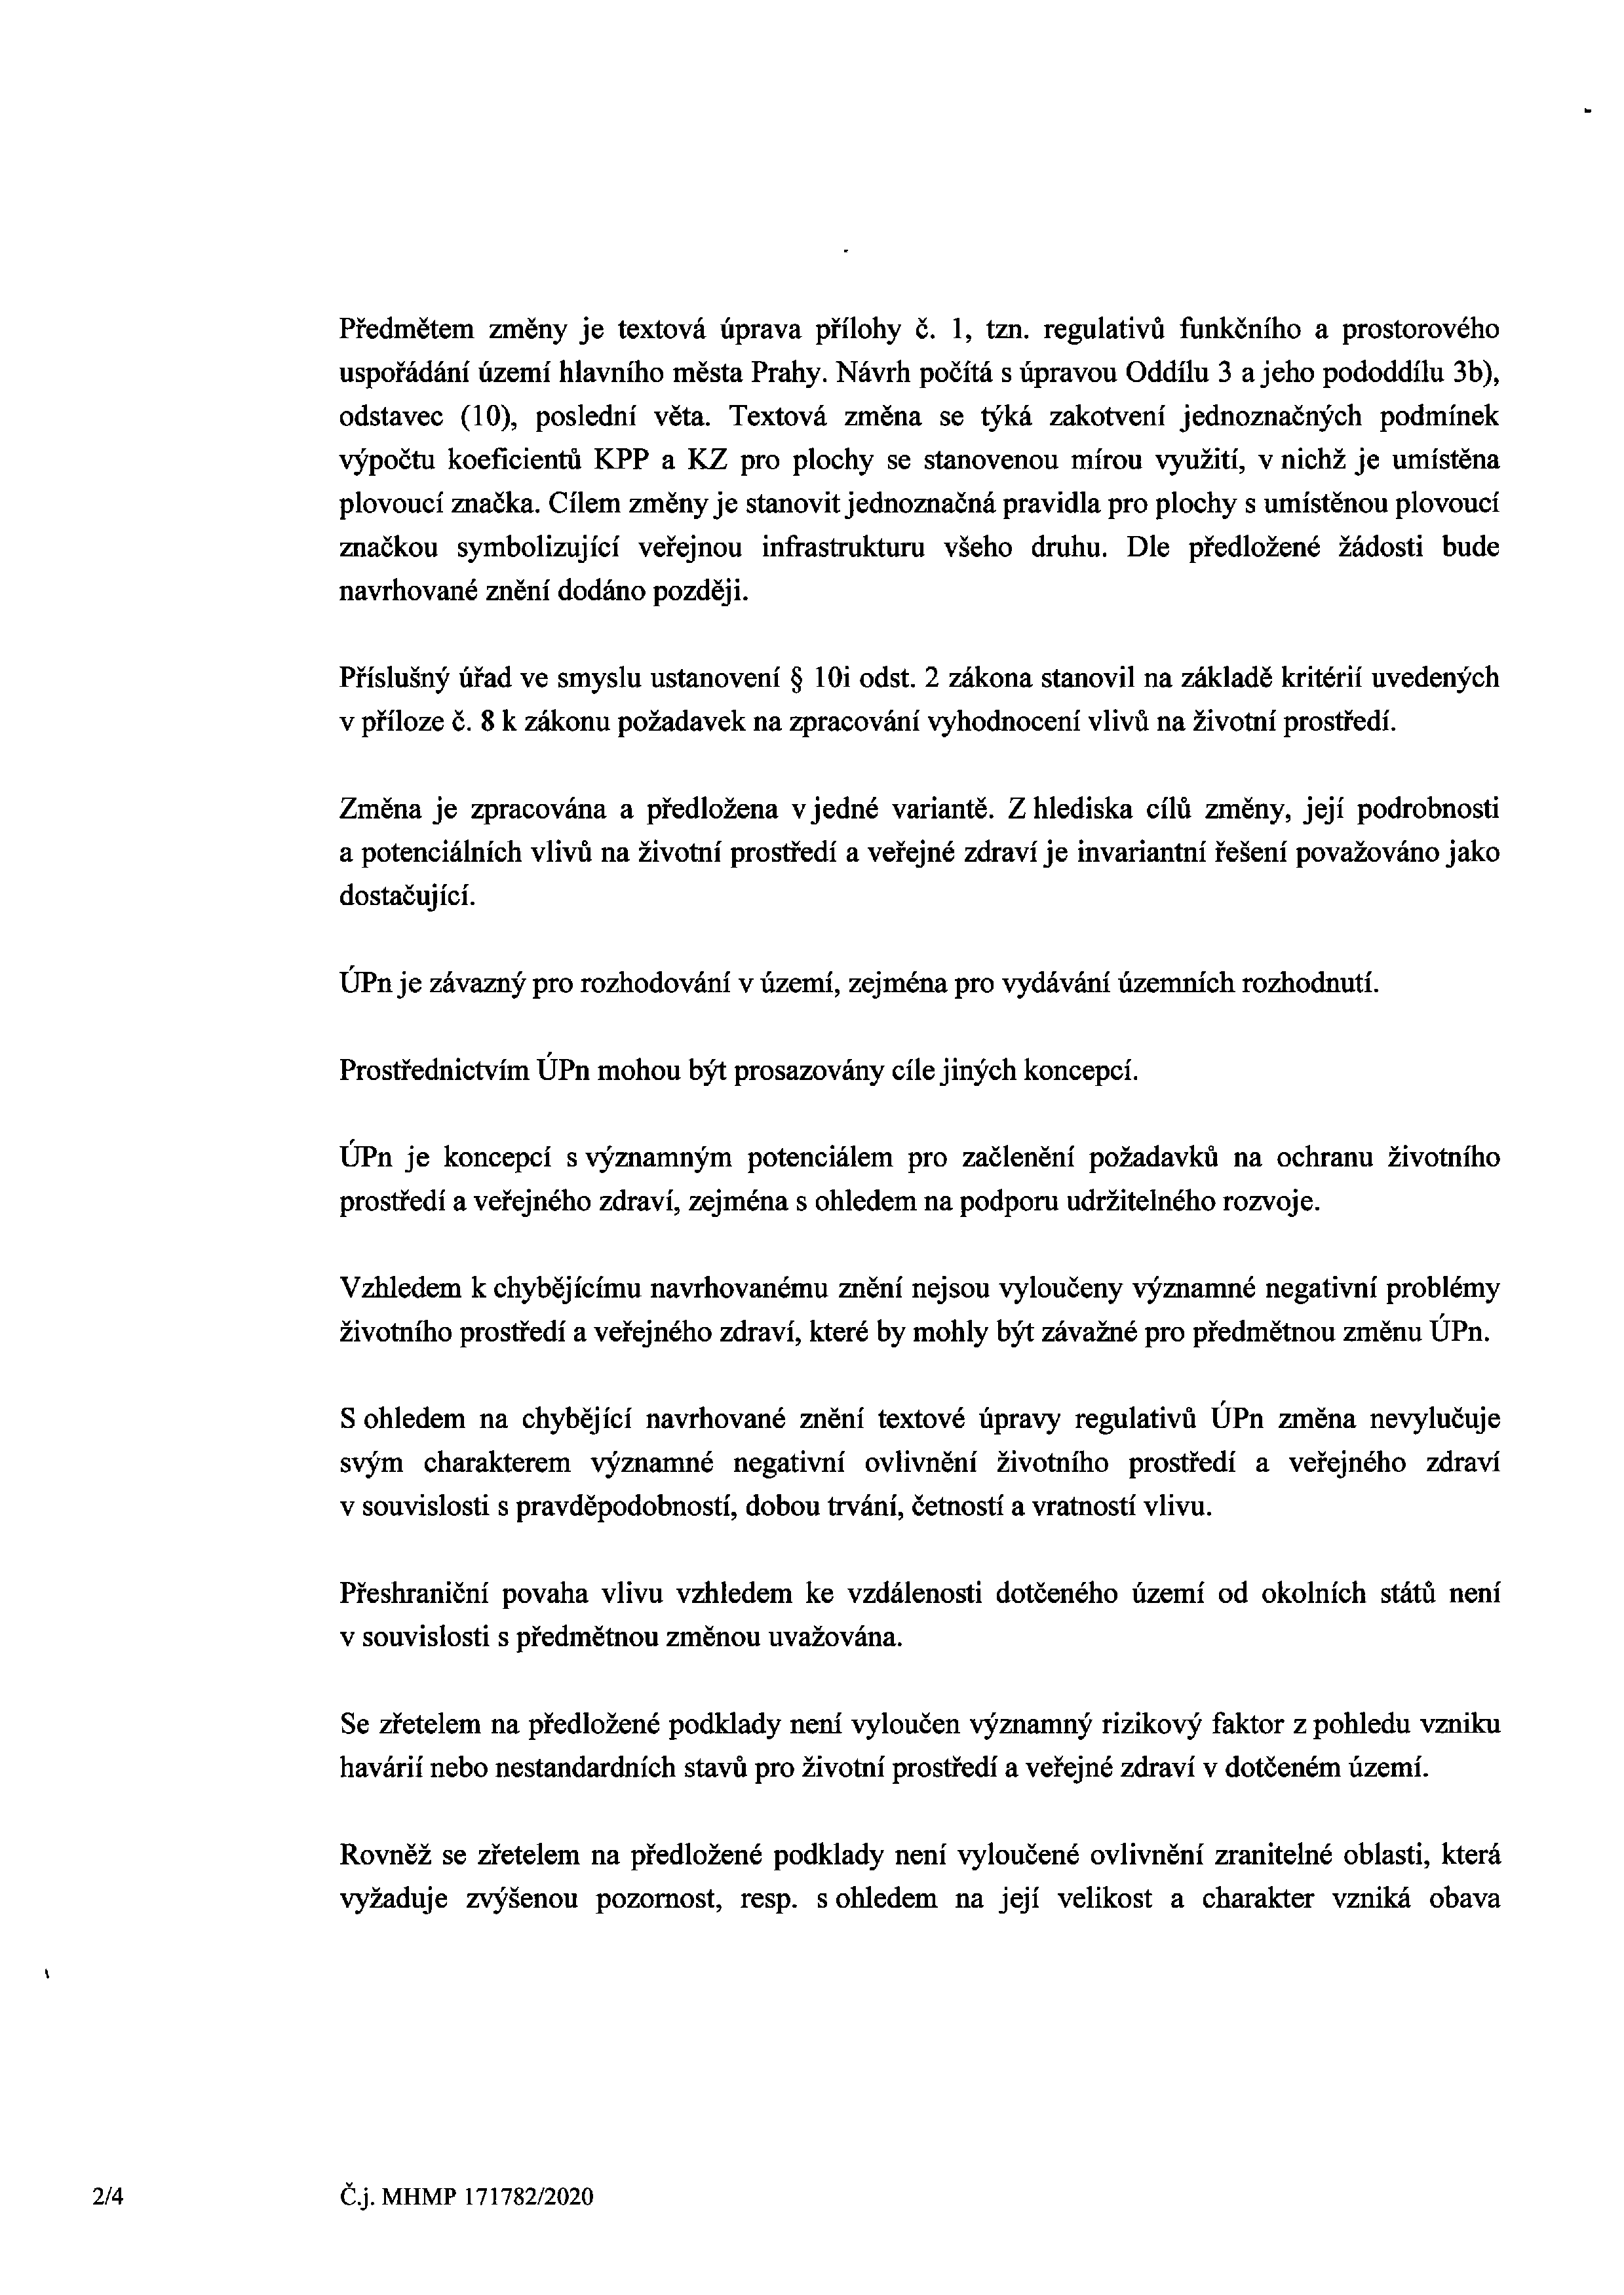 Předmětem změny je textová úprava přílohy č. 1, tzn. regulativů funkčního a prostorového
uspořádání území hlavního města Prahy. Návrh počítá s úpravou Oddílu 3 a jeho pododdílu 3b),
odstavec (10), poslední věta. Textová změna se týká zakotvení jednoznačných podmínek
výpočtu koeficientů KPP a KZ pro plochy se stanovenou mírou využití, v nichž je umístěna
plovoucí značka. Cílem změny je stanovit jednoznačná pravidla pro plochy s umístěnou plovoucí
značkou symbolizující veřejnou infrastrukturu všeho druhu. Dle předložené žádosti bude
navrhované znění dodáno později.
Příslušný úřad ve smyslu ustanovení § 10i odst. 2 zákona stanovil na základě kritérií uvedených
v příloze č. 8 k zákonu požadavek na zpracování vyhodnocení vlivů na životní prostředí.
Změna je zpracována a předložena v jedné variantě. Z hlediska cílů změny, její podrobnosti
a potenciálních vlivů na životní prostředí a veřejné zdraví je invariantní řešení považováno jako
dostačující.
ÚPn je závazný pro rozhodování v území, zejména pro vydávání územních rozhodnutí.
Prostřednictvím ÚPn mohou být prosazovány cíle jiných koncepcí.
ÚPn je koncepcí s významným potenciálem pro začlenění požadavků na ochranu životního
prostředí a veřejného zdraví, zejména s ohledem na podporu udržitelného rozvoje.
Vzhledem k chybějícímu navrhovanému znění nejsou vyloučeny významné negativní problémy
životního prostředí a veřejného zdraví, které by mohly být závažné pro předmětnou změnu ÚPn.
S ohledem na chybějící navrhované znění textové úpravy regulativů ÚPn změna nevylučuje
svým charakterem významné negativní ovlivnění životního prostředí a veřejného zdraví
v souvislosti s pravděpodobností, dobou trvání, četností a vratností vlivu.
Přeshraniční povaha vlivu vzhledem ke vzdálenosti dotčeného území od okolních států není
v souvislosti s předmětnou změnou uvažována.
Se zřetelem na předložené podklady není vyloučen významný rizikový faktor z pohledu vzniku
havárií nebo nestandardních stavů pro životní prostředí a veřejné zdraví v dotčeném území.
Rovněž se zřetelem na předložené podklady není vyloučené ovlivnění zranitelné oblasti, která
vyžaduje zvýšenou pozornost, resp. s ohledem na její velikost a charakter vzniká obava
2/4 Č.j. MHMP 171782/2020